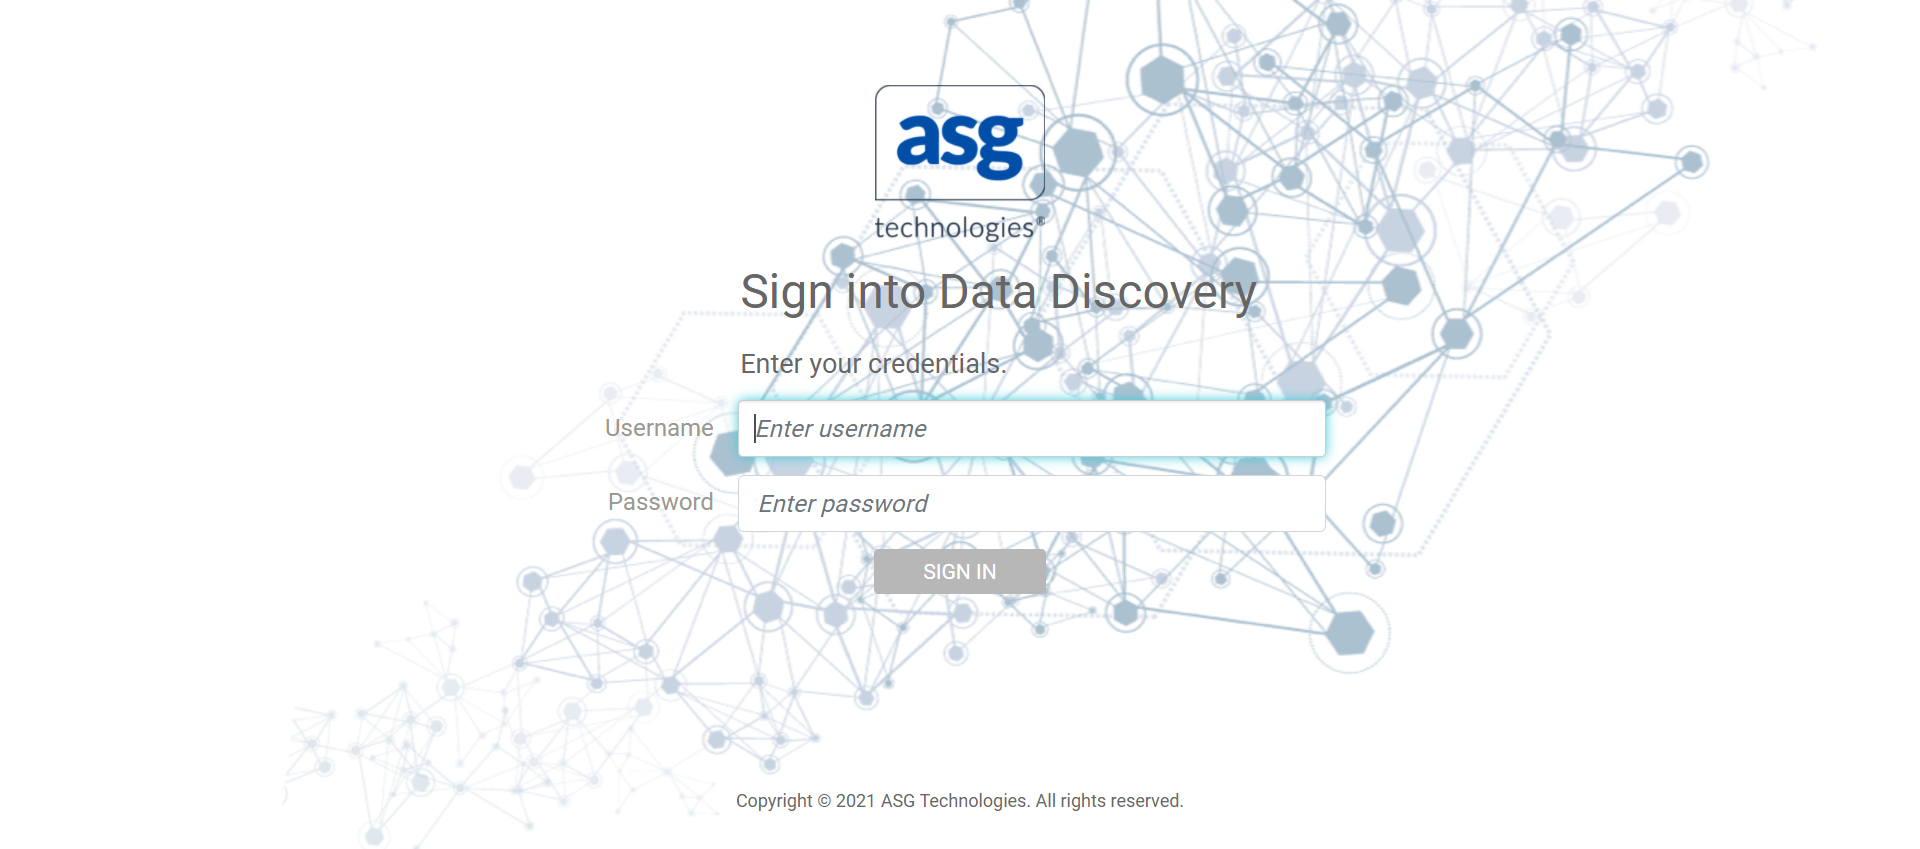 asg
technologies®
Sign into Data Discovery
Enter your credentials.
Username
Enter username
Password
Enter password
SIGN IN
Copyright © 2021 ASG Technologies. All rights reserved.